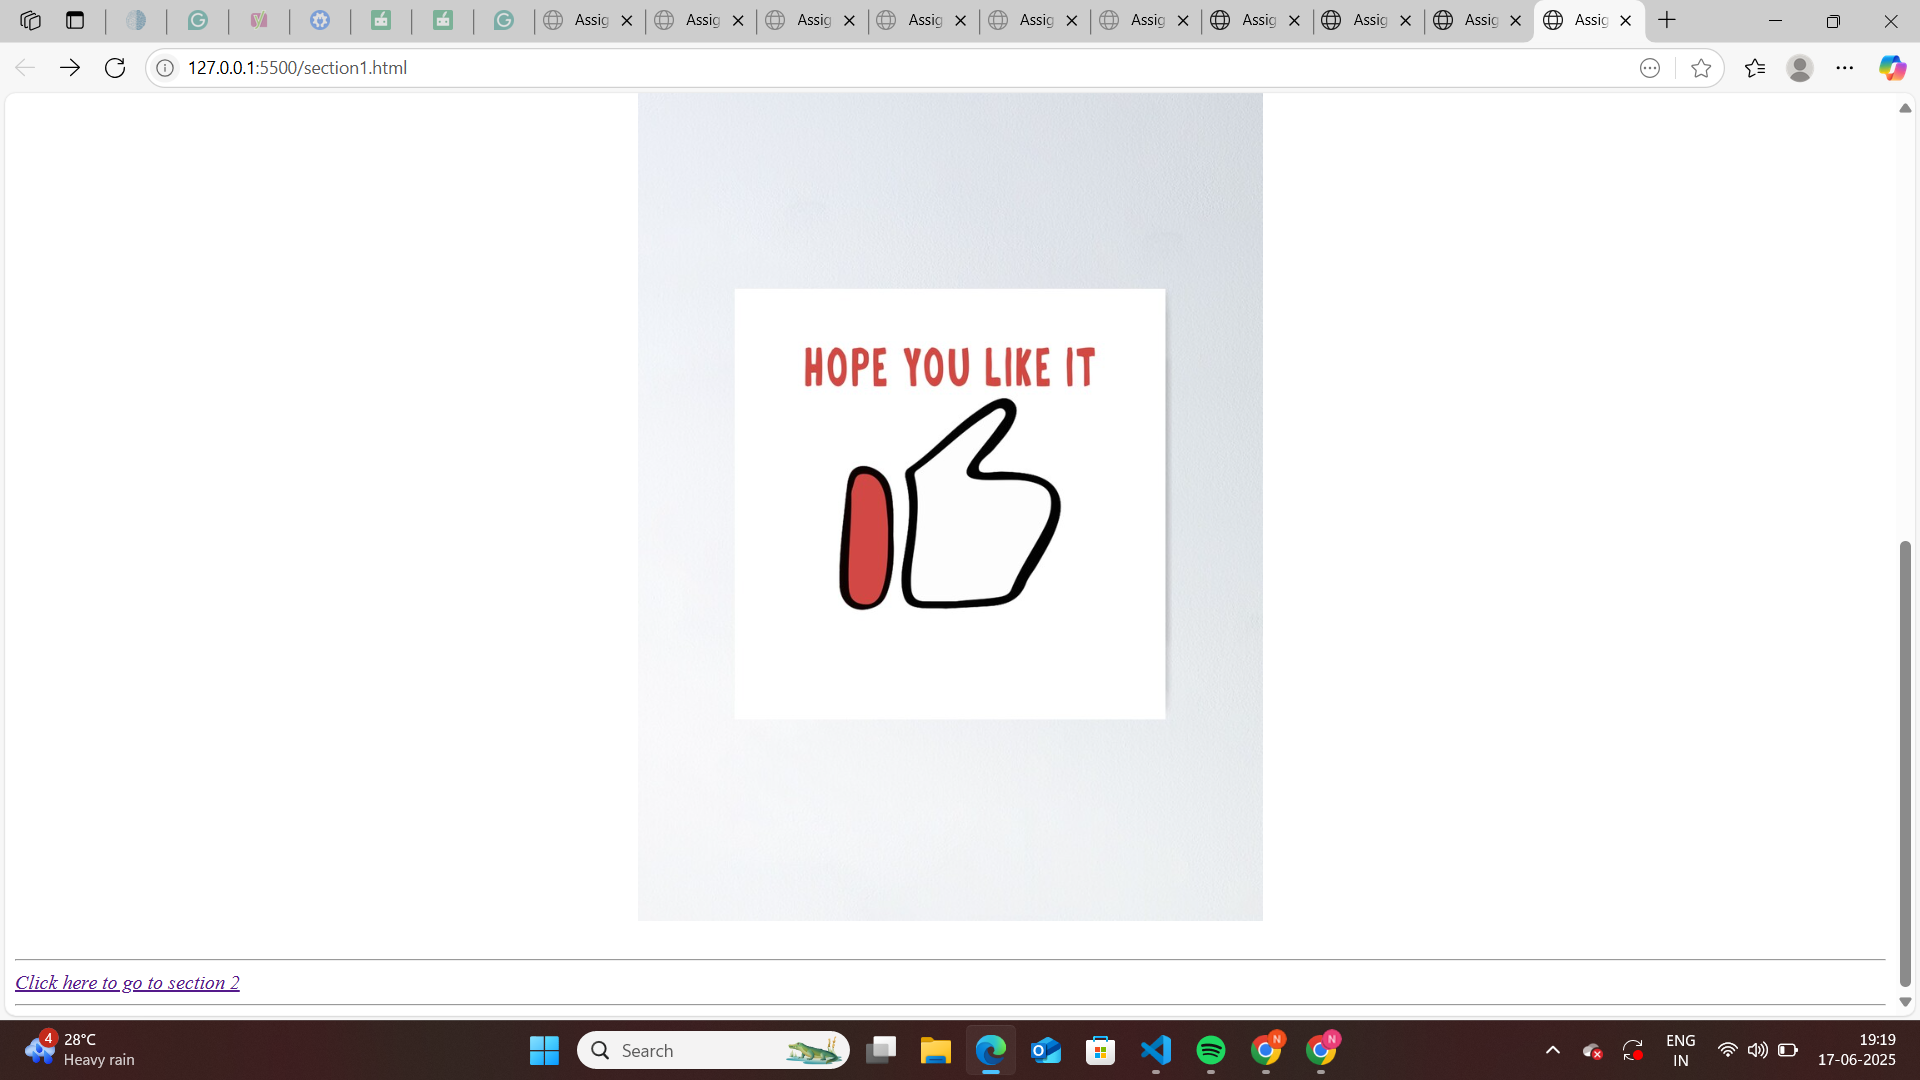 Assig Assig Assig Assig Assig Assig Assig Assig Assig Assig
127.0.0.1:5500/section1.html
HOPE YOU LIKE IT
Click here to go to section 2
4
28°C
Heavy rain
Search
N
N
ENG
IN
19:19
17-06-2025